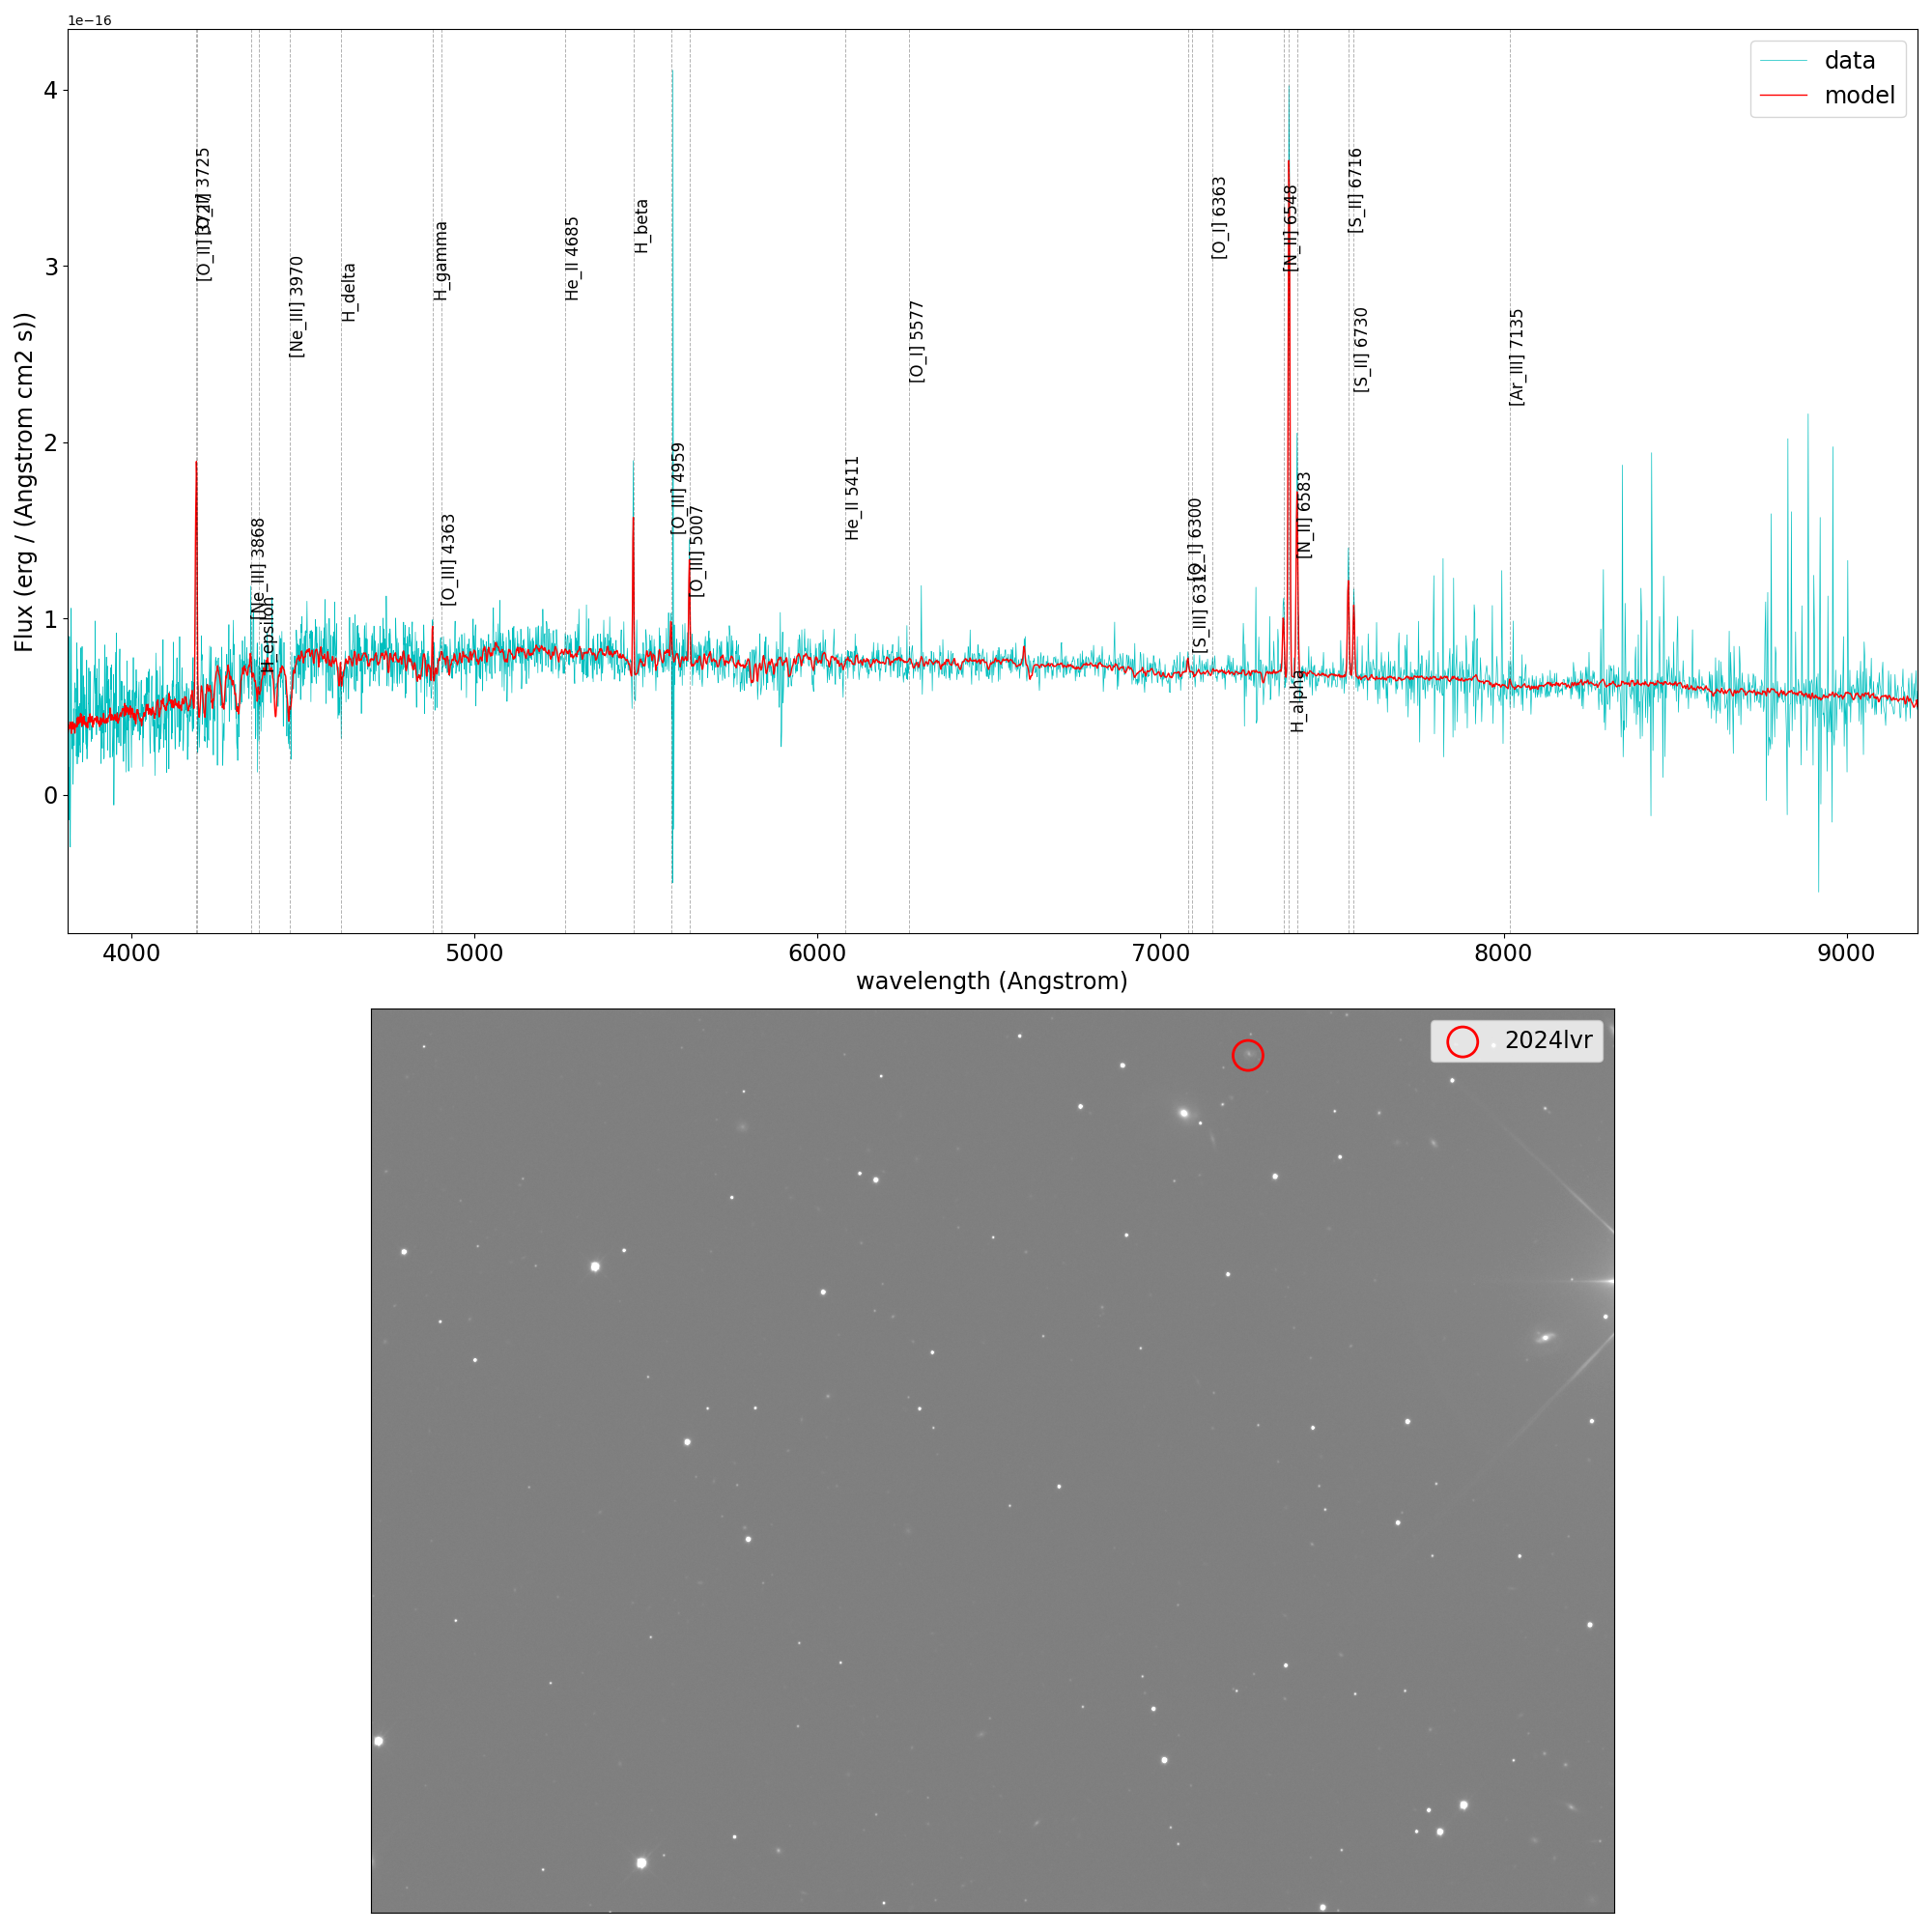 1e−16
data
model
4
3
2
1
0
Flux (erg / (Angstrom cm2 s))
[O_II] 3725
[O_II] 3727
[Ne_III] 3868
H_epsilon
[Ne_III] 3970
H_delta
H_gamma
[O_III] 4363
He_II 4685
H_beta
[O_III] 4959
[O_III] 5007
He_II 5411
[O_I] 5577
[O_I] 6300
[S_III] 6312
[O_I] 6363
[N_II] 6548
H_alpha
[N_II] 6583
[S_II] 6716
[S_II] 6730
[Ar_III] 7135
4000
5000
6000
7000
8000
9000
wavelength (Angstrom)
2024lvr